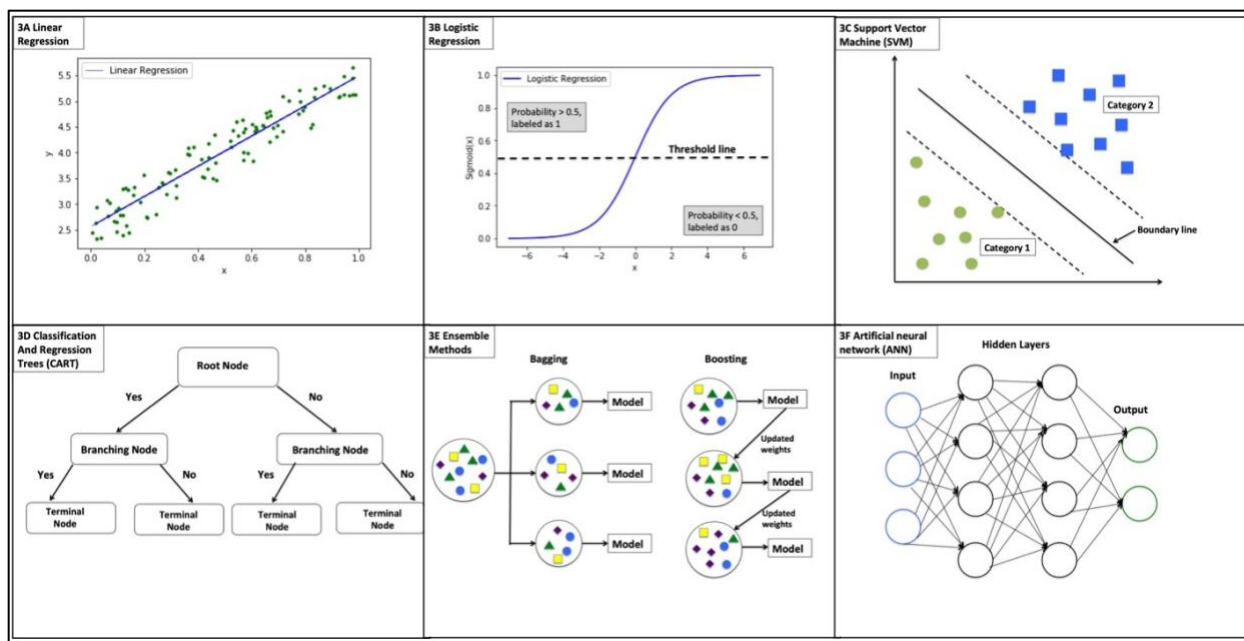 3A Linear
Regression
Linear Regression
5.5
5.0
4.5
4.0
3.5
3.0
2.5
y
0.0 0.2 0.4 0.6 0.8 1.0
x
3B Logistic
Regression
Logistic Regression
1.0
0.8
0.6
0.4
0.2
0.0
Sigmoid(x)
Probability > 0.5,
labeled as 1
Threshold line
Probability < 0.5,
labeled as 0
−6 −4 −2 0 2 4 6
x
3C Support Vector
Machine (SVM)
Category 2
Category 1
Boundary line
3D Classification
And Regression
Trees (CART)
Root Node
Yes No
Branching Node Branching Node
Yes No Yes No
Terminal
Node
Terminal
Node
Terminal
Node
Terminal
Node
3E Ensemble
Methods
Bagging
Model
Model
Model
Boosting
Model
Updated
weights
Model
Updated
weights
Model
3F Artificial neural
network (ANN)
Hidden Layers
Input
Output